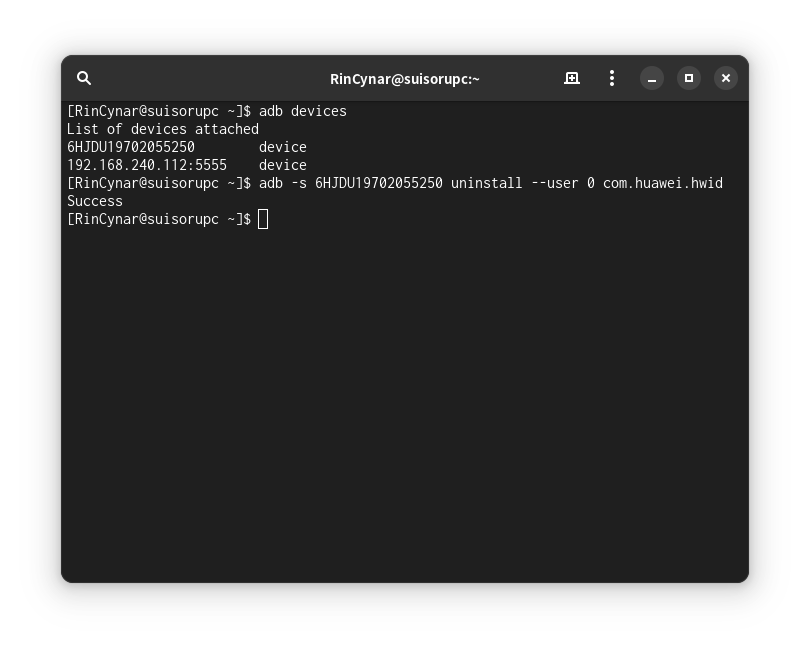 RinCynar@suisorupc:~
[RinCynar@suisorupc ~]$ adb devices
List of devices attached
6HJDU19702055250        device
192.168.240.112:5555    device
[RinCynar@suisorupc ~]$ adb -s 6HJDU19702055250 uninstall --user 0 com.huawei.hwid
Success
[RinCynar@suisorupc ~]$